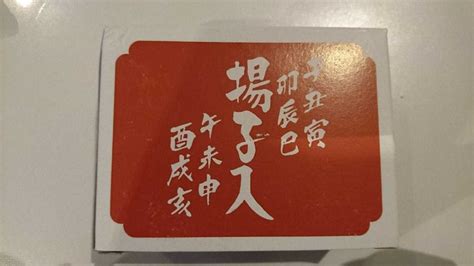 子丑寅
卯辰巳
揚子入
午未申
酉戌亥